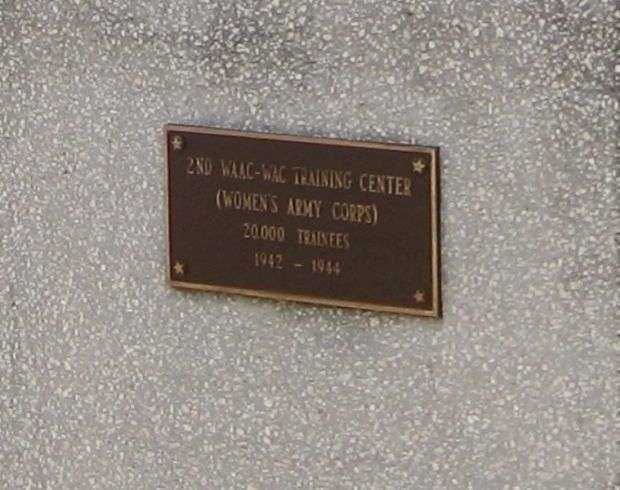 2ND WAAC-WAC TRAINING CENTER
(WOMEN'S ARMY CORPS)
20,000 TRAINEES
1942 - 1944